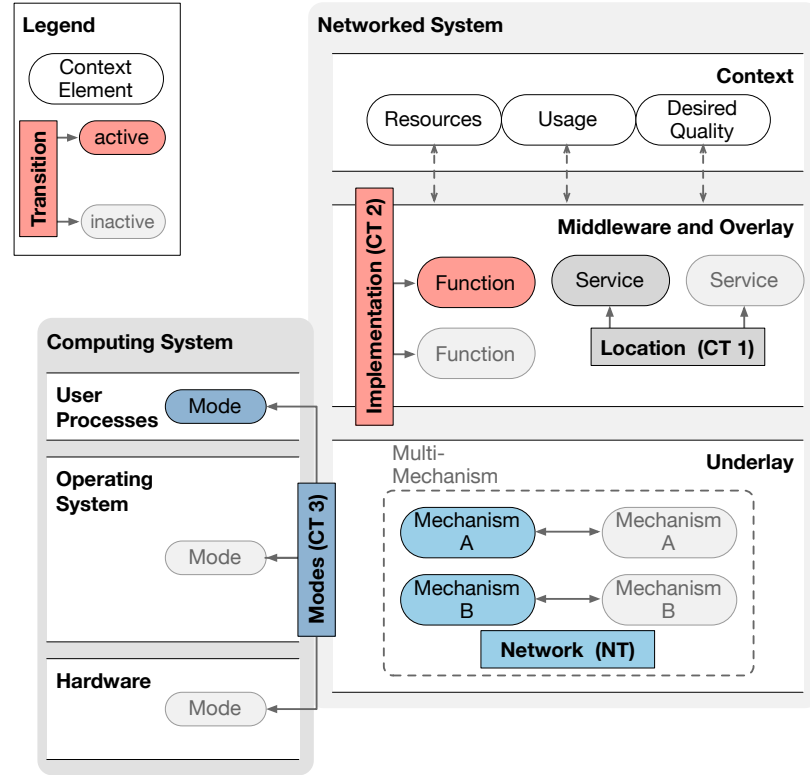 Legend
Context
Element
Transition
active
inactive
Networked System
Context
Resources
Usage
Desired
Quality
Middleware and Overlay
Implementation (CT 2)
Function
Service
Service
Function
Location (CT 1)
Computing System
User
Processes
Mode
Operating
System
Mode
Modes (CT 3)
Hardware
Mode
Underlay
Multi-
Mechanism
Mechanism
A
Mechanism
A
Mechanism
B
Mechanism
B
Network (NT)